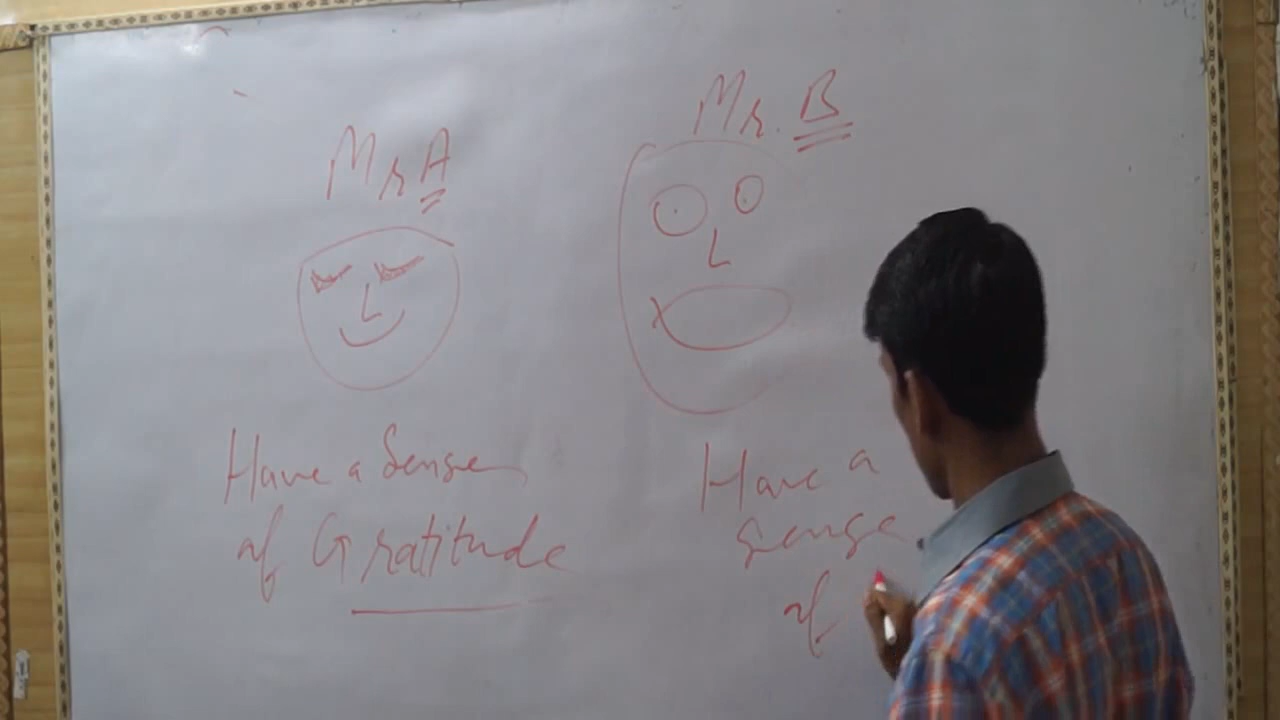 Mr A
Have a Sense
of Gratitude
Mr. B
Have a
sense
of